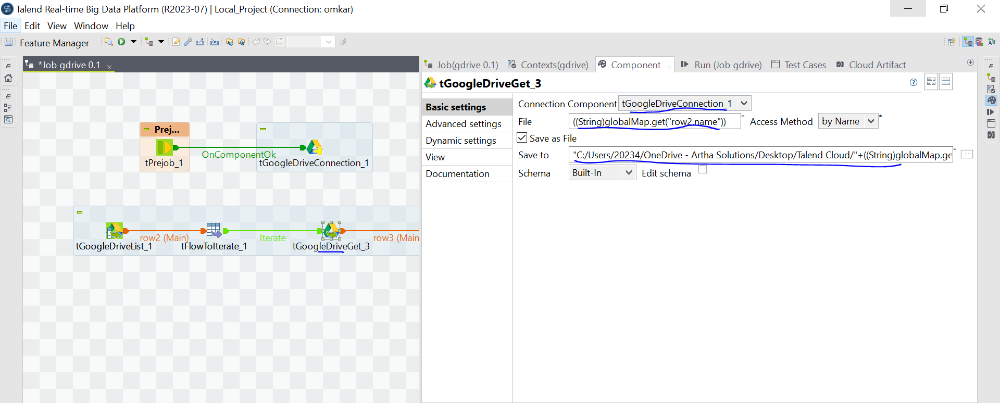 Talend Real-time Big Data Platform (R2023-07) | Local_Project (Connection: omkar)
File Edit View Window Help
Feature Manager
*Job gdrive 0.1
Prej...
OnComponentOk
tPrejob_1
tGoogleDriveConnection_1
row2 (Main)
Iterate
row3 (Main
tGoogleDriveList_1
tFlowToIterate_1
tGoogleDriveGet_3
Job(gdrive 0.1) Contexts(gdrive) Component Run (Job gdrive) Test Cases Cloud Artifact
tGoogleDriveGet_3
Basic settings
Advanced settings
Dynamic settings
View
Documentation
Connection Component tGoogleDriveConnection_1
File ((String)globalMap.get("row2.name")) * Access Method by Name *
Save as File
Save to "C:/Users/20234/OneDrive - Artha Solutions/Desktop/Talend Cloud/"+((String)globalMap.ge * ...
Schema Built-In Edit schema ...